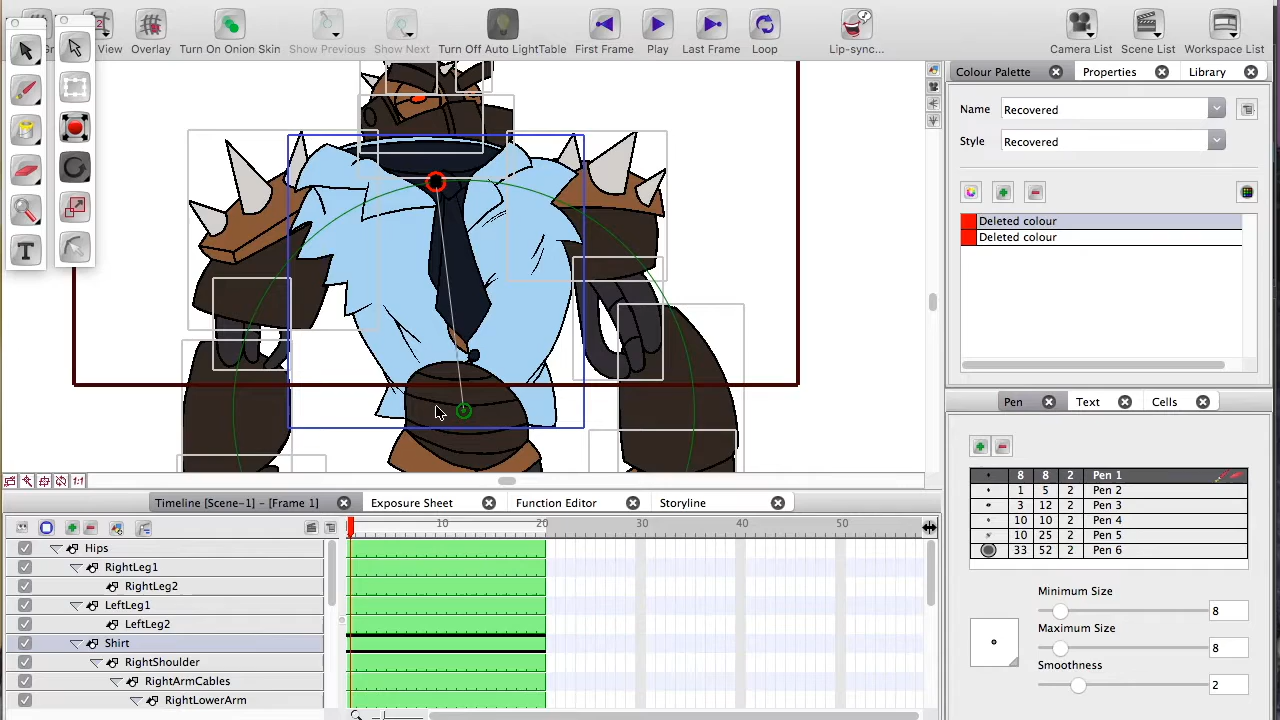 View
Overlay
Turn On Onion Skin
Show Previous
Show Next
Turn Off Auto LightTable
First Frame
Play
Last Frame
Loop
Lip-sync...
Camera List
Scene List
Workspace List
T
Colour Palette
Properties
Library
Name
Recovered
Style
Recovered
Deleted colour
Deleted colour
Pen
Text
Cells
8 8 2 Pen 1
1 5 2 Pen 2
3 12 2 Pen 3
10 10 2 Pen 4
10 25 2 Pen 5
33 52 2 Pen 6
Minimum Size
8
Maximum Size
8
Smoothness
2
1:1
Timeline [Scene-1] - [Frame 1]
Exposure Sheet
Function Editor
Storyline
10 20 30 40 50
Hips
RightLeg1
RightLeg2
LeftLeg1
LeftLeg2
Shirt
RightShoulder
RightArmCables
RightLowerArm